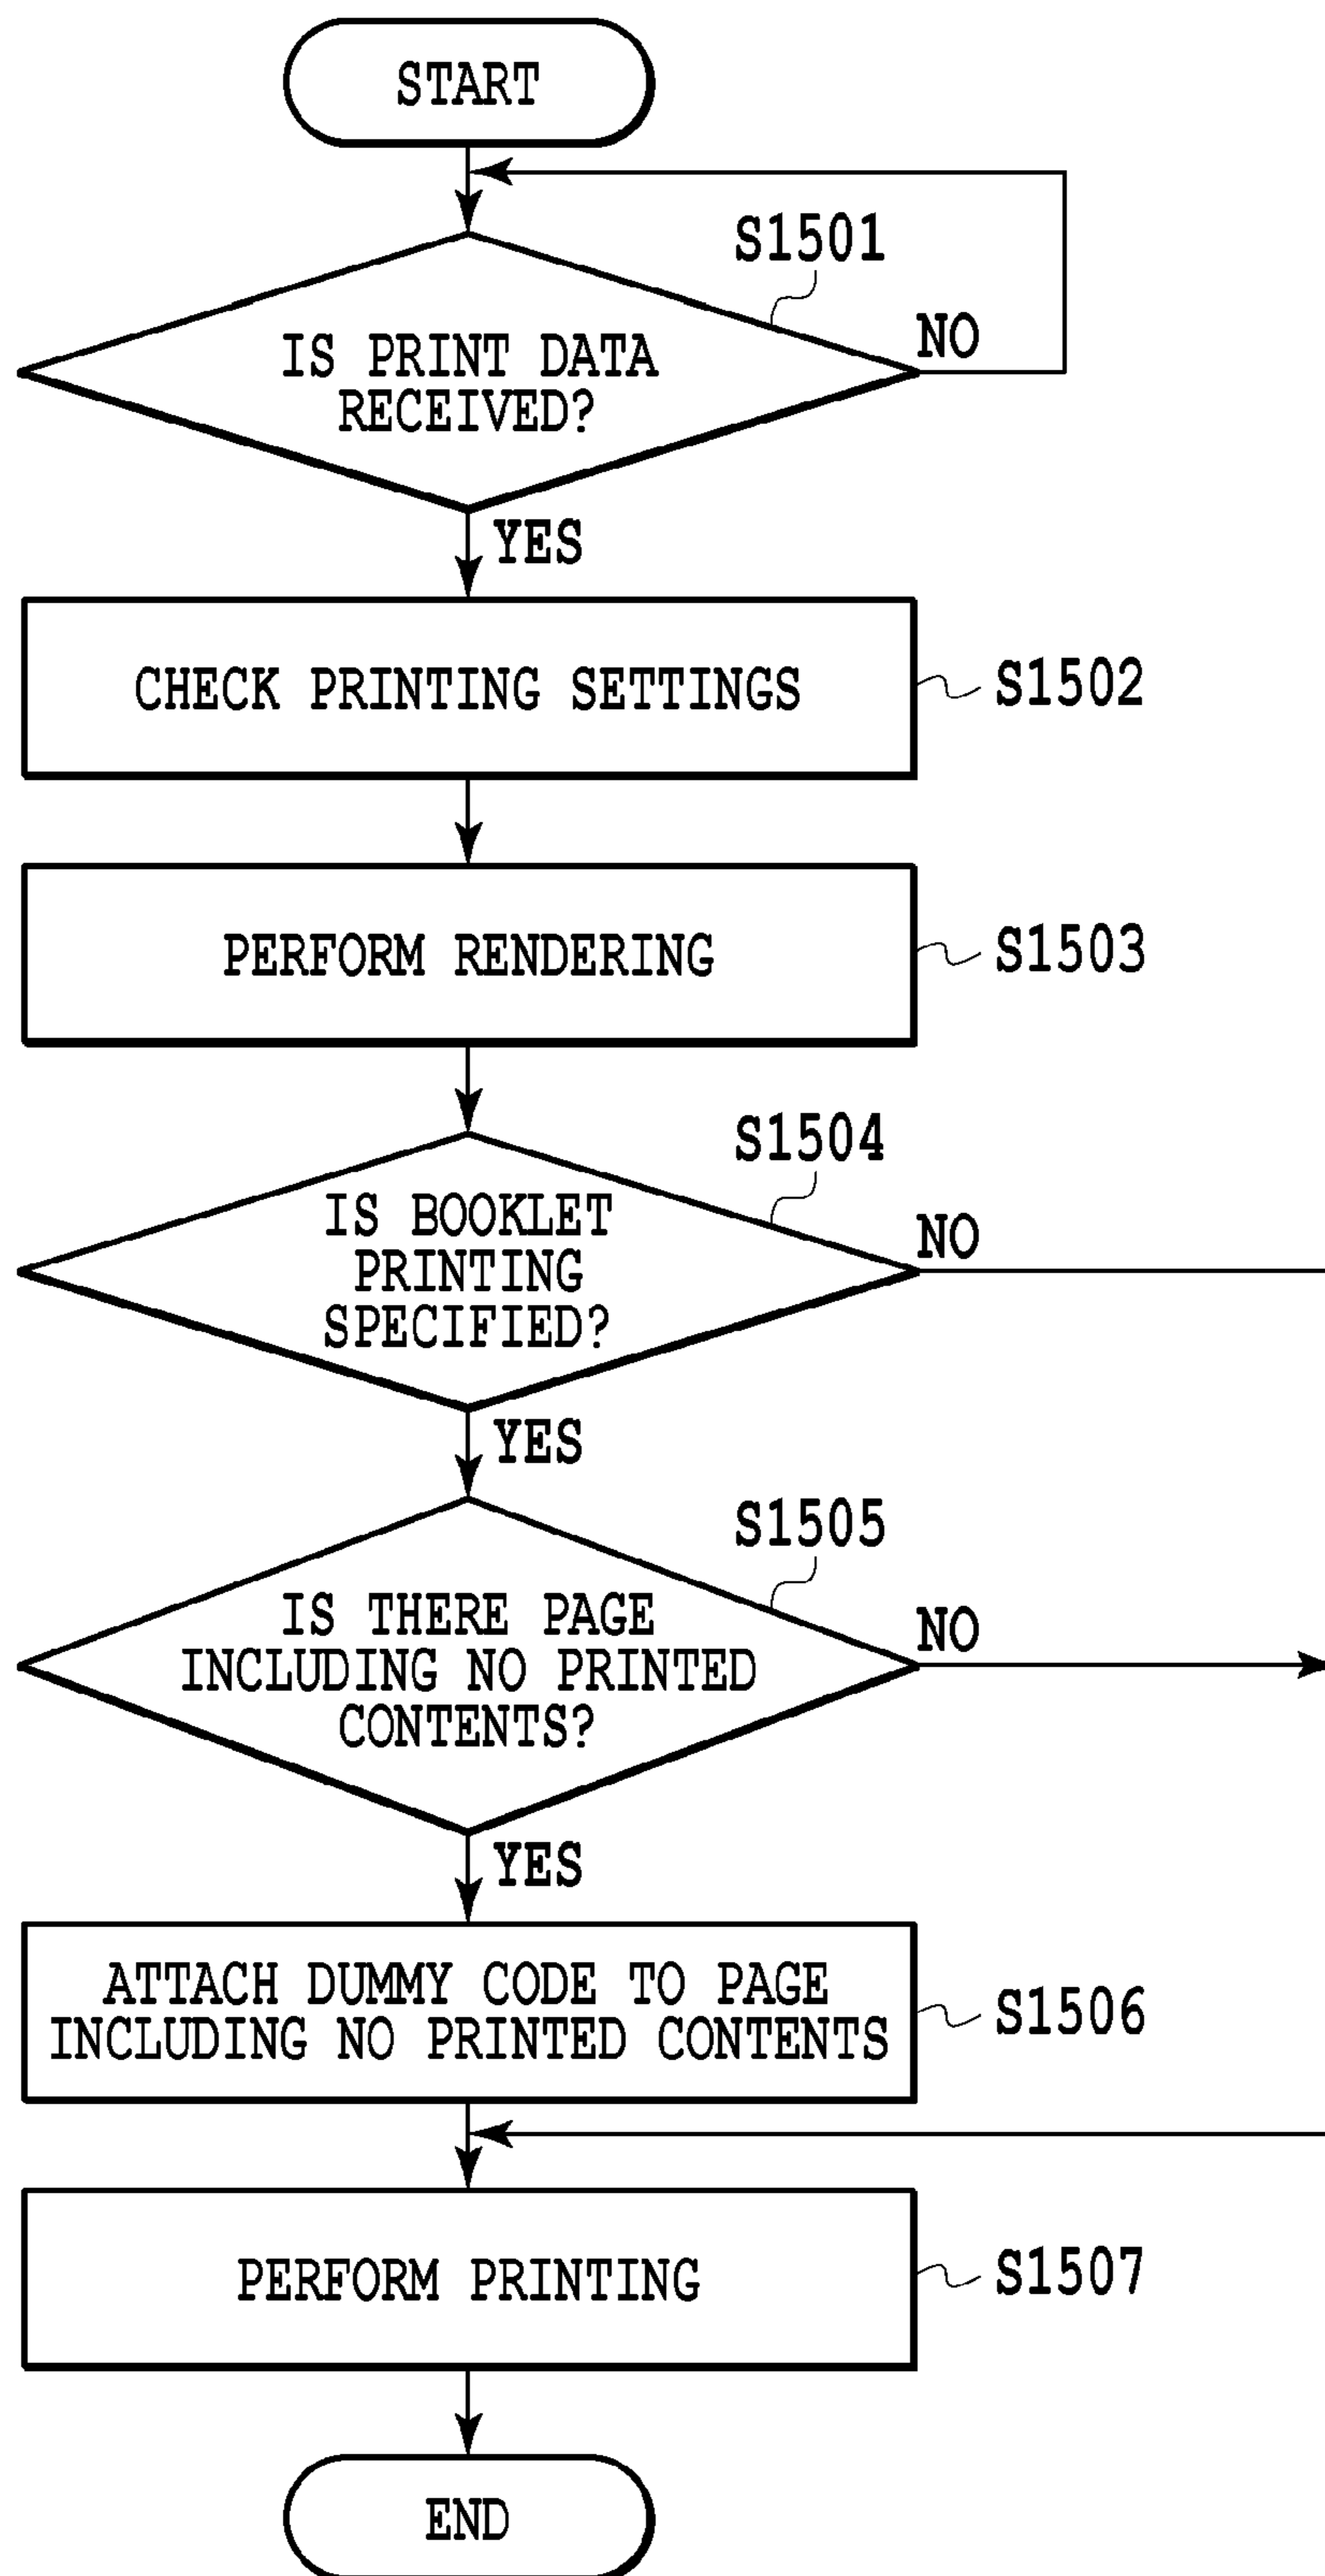 START
S1501
IS PRINT DATA
RECEIVED?
NO
YES
CHECK PRINTING SETTINGS
S1502
PERFORM RENDERING
S1503
S1504
IS BOOKLET
PRINTING
SPECIFIED?
NO
YES
S1505
IS THERE PAGE
INCLUDING NO PRINTED
CONTENTS?
NO
YES
ATTACH DUMMY CODE TO PAGE
INCLUDING NO PRINTED CONTENTS
S1506
PERFORM PRINTING
S1507
END